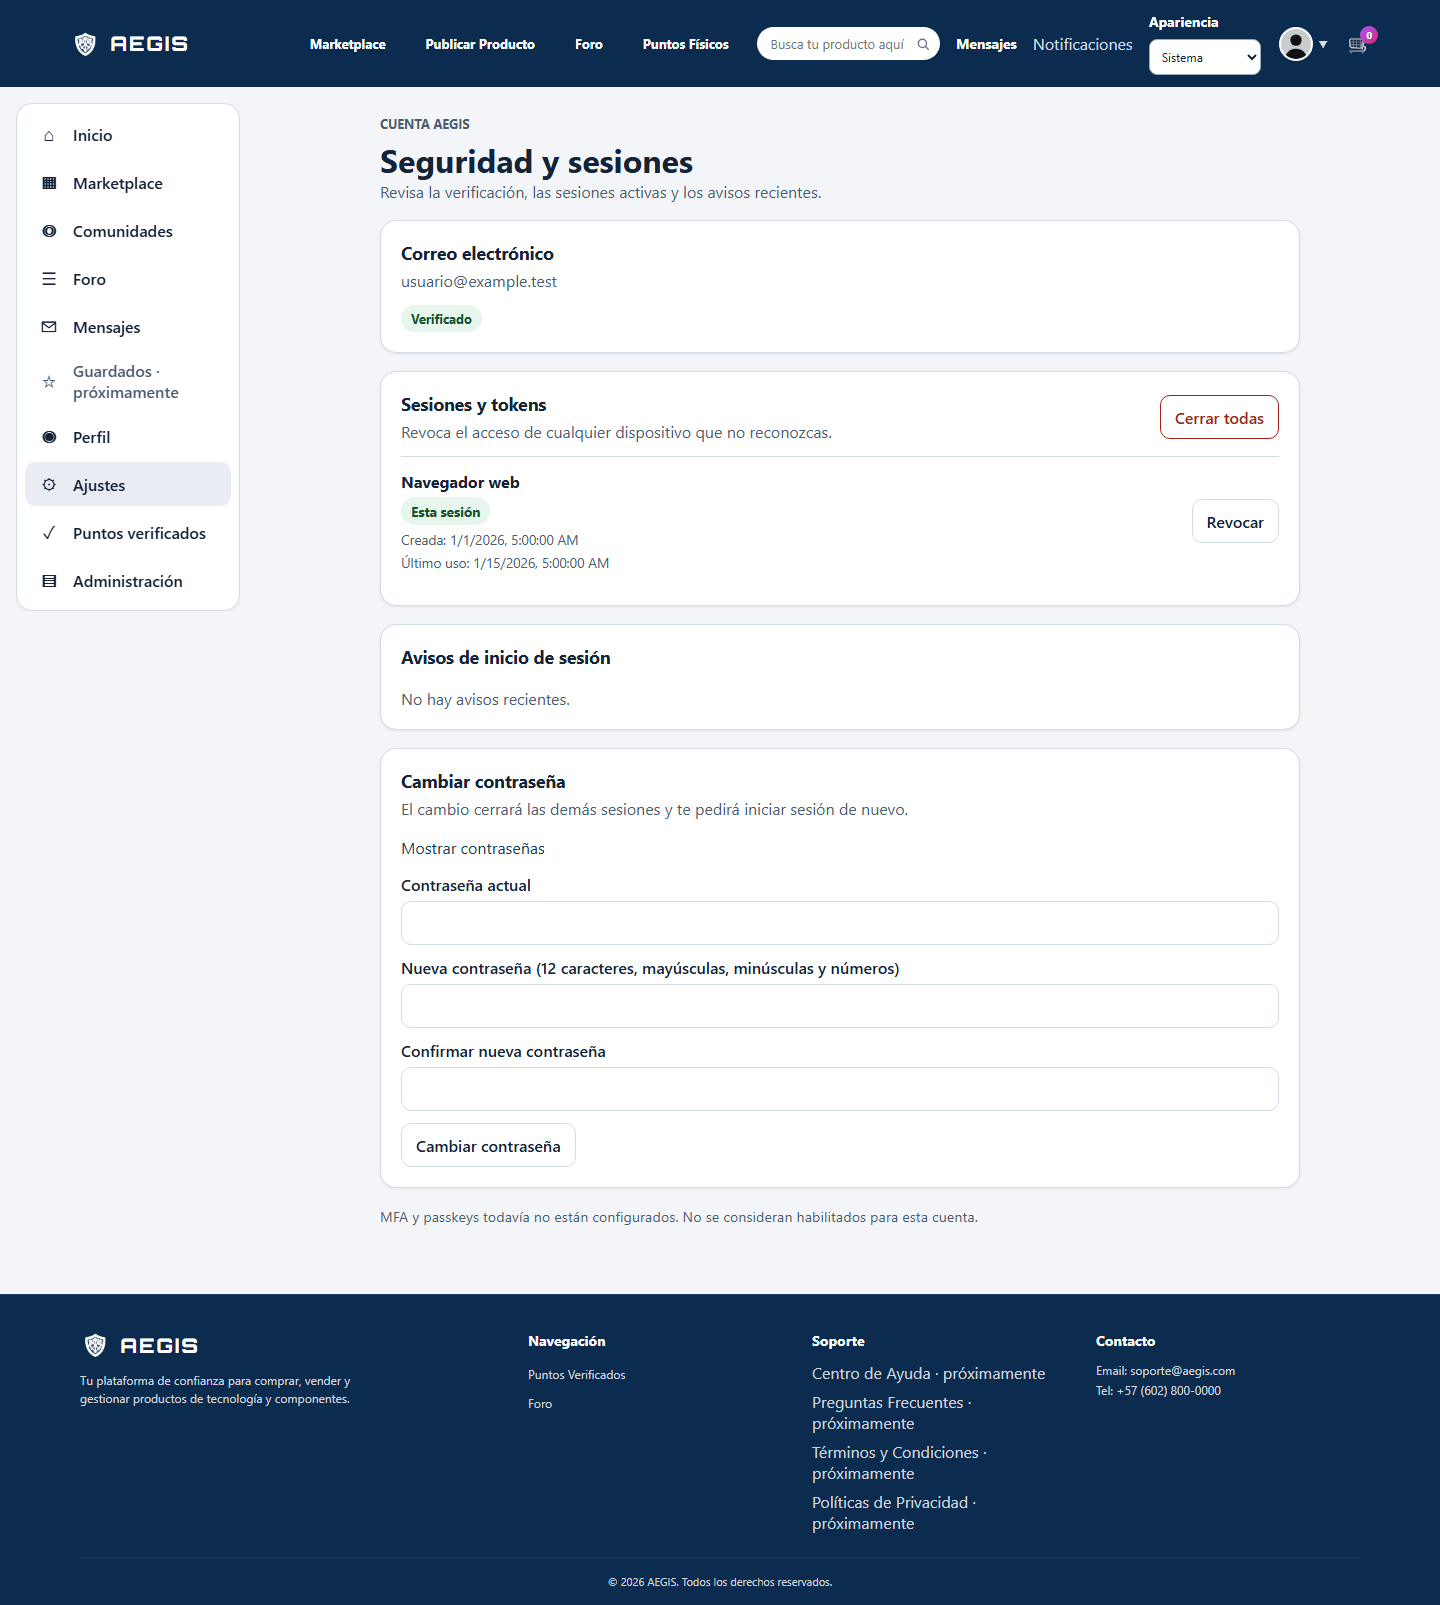 AEGIS
Marketplace
Publicar Producto
Foro
Puntos Físicos
Busca tu producto aquí
Mensajes
Notificaciones
Apariencia
Sistema
0
Inicio
Marketplace
Comunidades
Foro
Mensajes
Guardados ·
próximamente
Perfil
Ajustes
Puntos verificados
Administración
CUENTA AEGIS
Seguridad y sesiones
Revisa la verificación, las sesiones activas y los avisos recientes.
Correo electrónico
usuario@example.test
Verificado
Sesiones y tokens
Revoca el acceso de cualquier dispositivo que no reconozcas.
Cerrar todas
Navegador web
Esta sesión
Creada: 1/1/2026, 5:00:00 AM
Último uso: 1/15/2026, 5:00:00 AM
Revocar
Avisos de inicio de sesión
No hay avisos recientes.
Cambiar contraseña
El cambio cerrará las demás sesiones y te pedirá iniciar sesión de nuevo.
Mostrar contraseñas
Contraseña actual
Nueva contraseña (12 caracteres, mayúsculas, minúsculas y números)
Confirmar nueva contraseña
Cambiar contraseña
MFA y passkeys todavía no están configurados. No se consideran habilitados para esta cuenta.
AEGIS
Tu plataforma de confianza para comprar, vender y
gestionar productos de tecnología y componentes.
Navegación
Puntos Verificados
Foro
Soporte
Centro de Ayuda · próximamente
Preguntas Frecuentes ·
próximamente
Términos y Condiciones ·
próximamente
Políticas de Privacidad ·
próximamente
Contacto
Email: soporte@aegis.com
Tel: +57 (602) 800-0000
© 2026 AEGIS. Todos los derechos reservados.